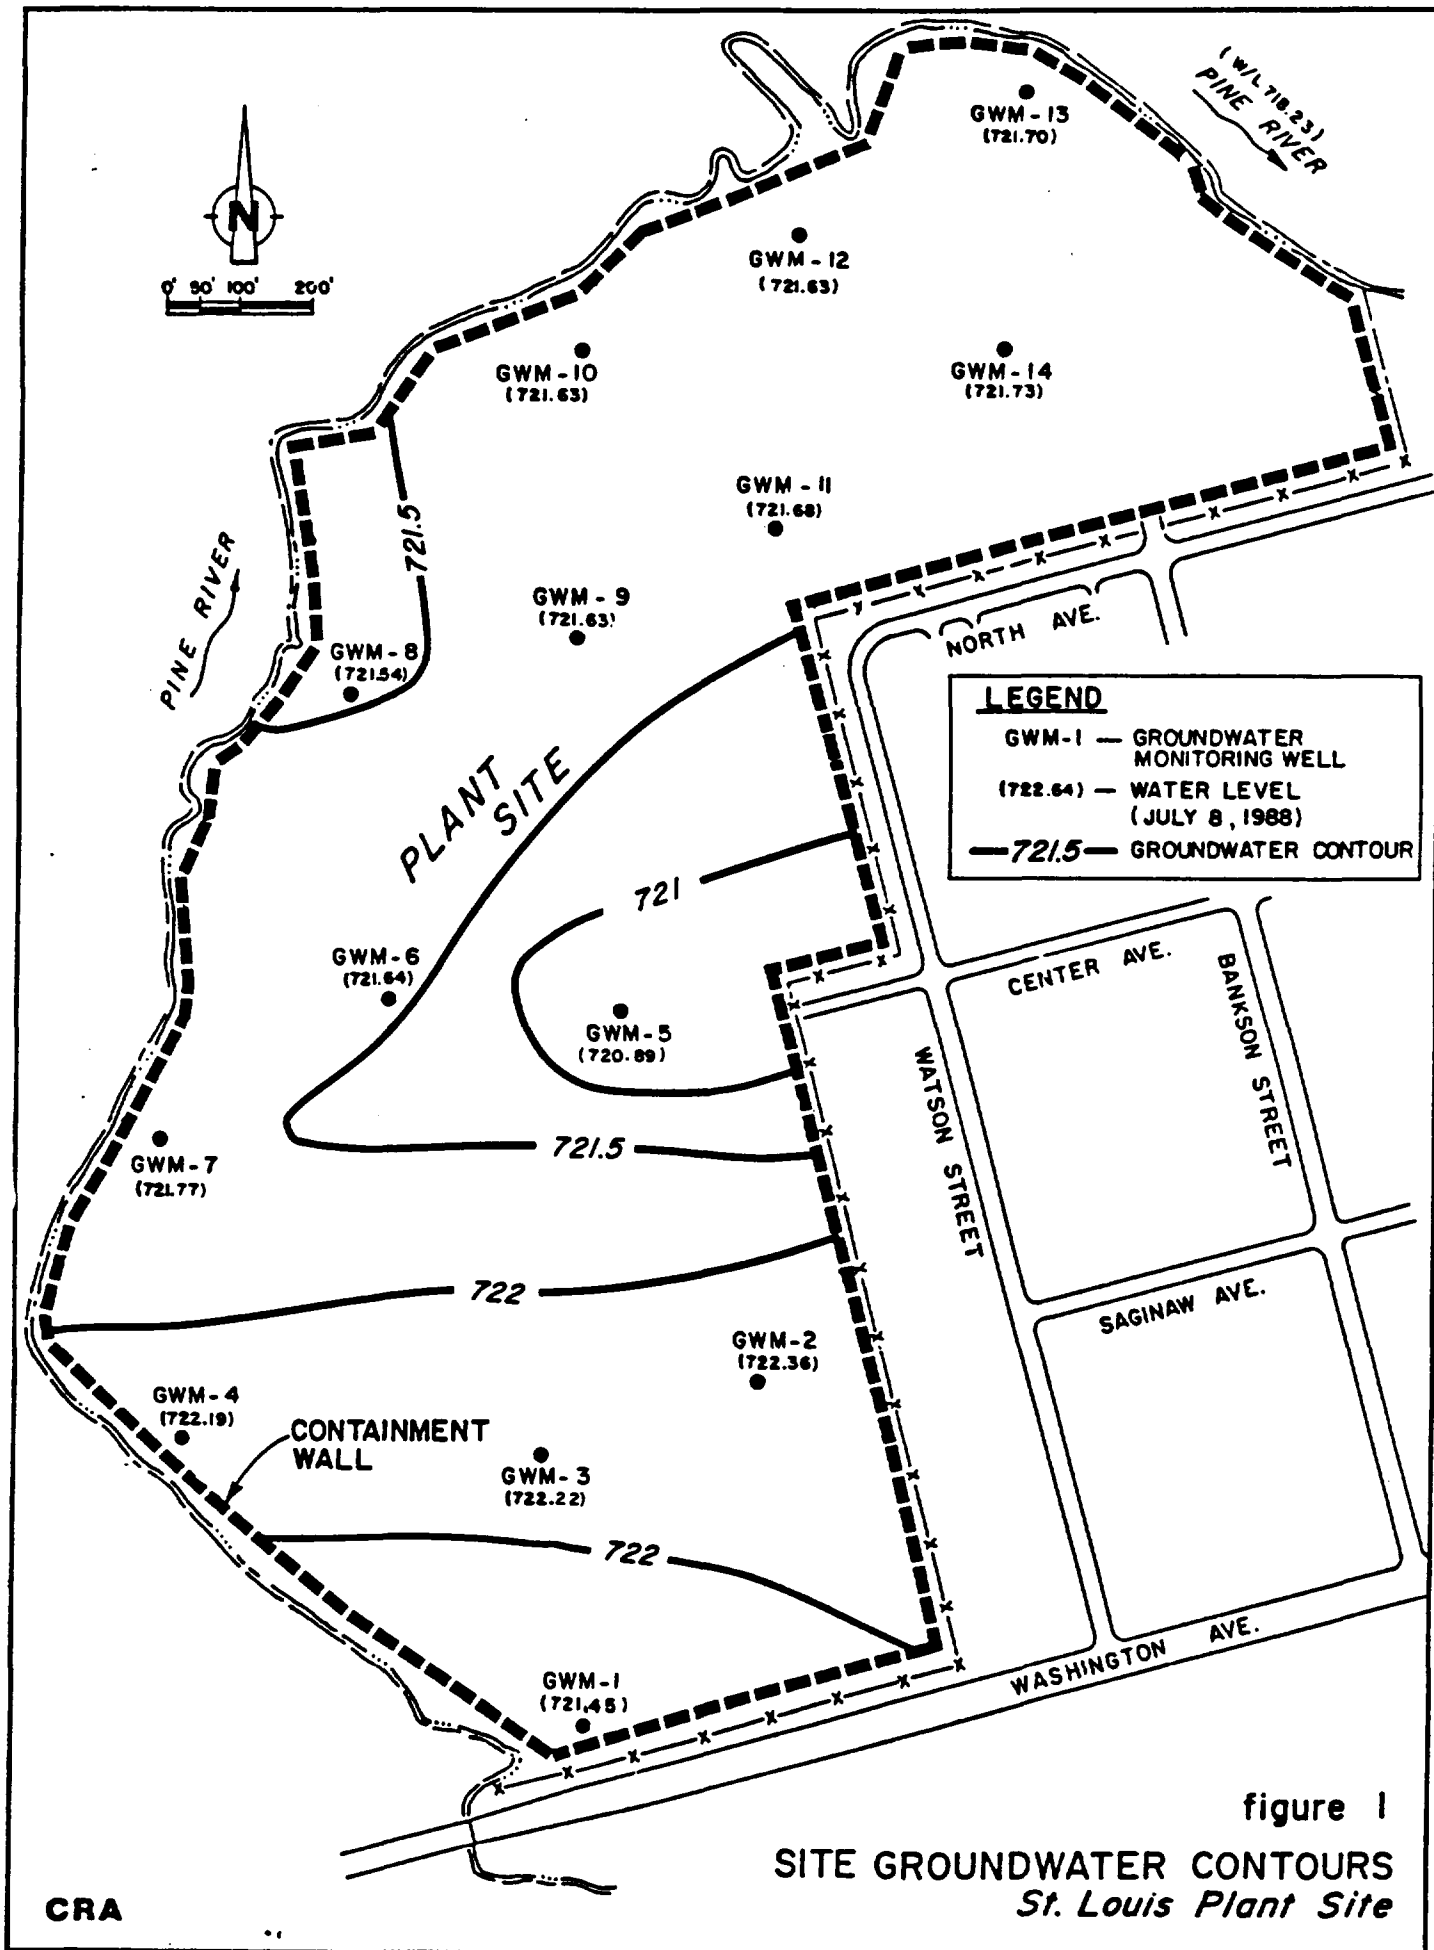 (W/L 718.23)
PINE RIVER
GWM-13
(721.70)
N
0' 50' 100' 200'
GWM-12
(721.63)
GWM-10
(721.63)
GWM-14
(721.73)
GWM-11
(721.68)
721.5
PINE RIVER
GWM-9
(721.63)
GWM-8
(721.54)
NORTH AVE.
LEGEND
GWM-1 — GROUNDWATER
MONITORING WELL
(722.64) — WATER LEVEL
(JULY 8, 1988)
721.5 GROUNDWATER CONTOUR
PLANT
SITE
721
GWM-6
(721.64)
GWM-5
(720.89)
CENTER AVE.
BANKSON STREET
WATSON STREET
GWM-7
(721.77)
721.5
722
SAGINAW AVE.
GWM-2
(722.36)
GWM-4
(722.19)
CONTAINMENT
WALL
GWM-3
(722.22)
722
GWM-1
(721.45)
WASHINGTON AVE.
figure 1
SITE GROUNDWATER CONTOURS
St. Louis Plant Site
CRA